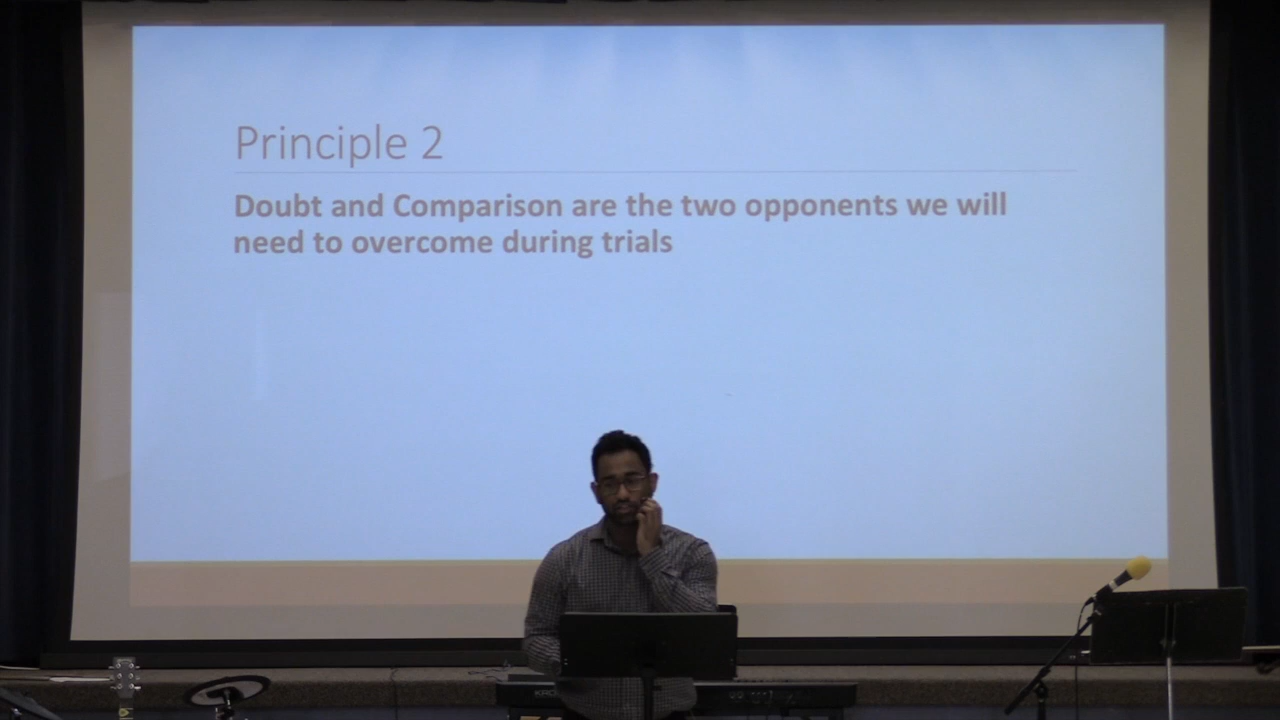 Principle 2
Doubt and Comparison are the two opponents we will
need to overcome during trials